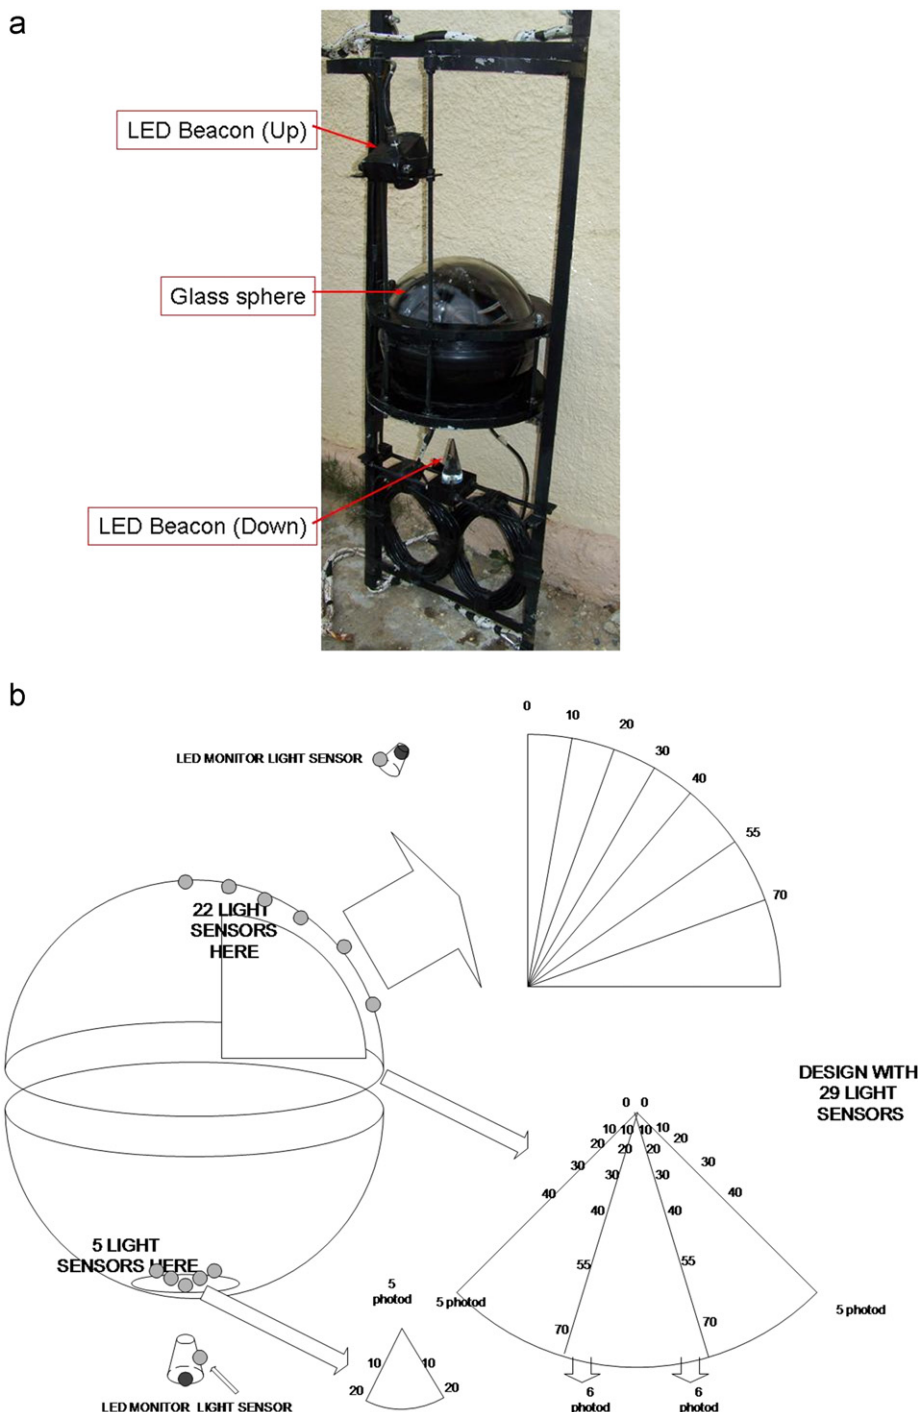 a
LED Beacon (Up)
Glass sphere
LED Beacon (Down)
b
0
10
20
30
40
55
70
LED MONITOR LIGHT SENSOR
22 LIGHT
SENSORS
HERE
DESIGN WITH
29 LIGHT
SENSORS
0 0
10 10 10 10
20 20 20 20
30 30 30 30
40 40 40 40
55 55
70 70
5 photod
5 photod
6
photod
6
photod
5 LIGHT
SENSORS HERE
5
photod
10 10
20 20
LED MONITOR LIGHT SENSOR